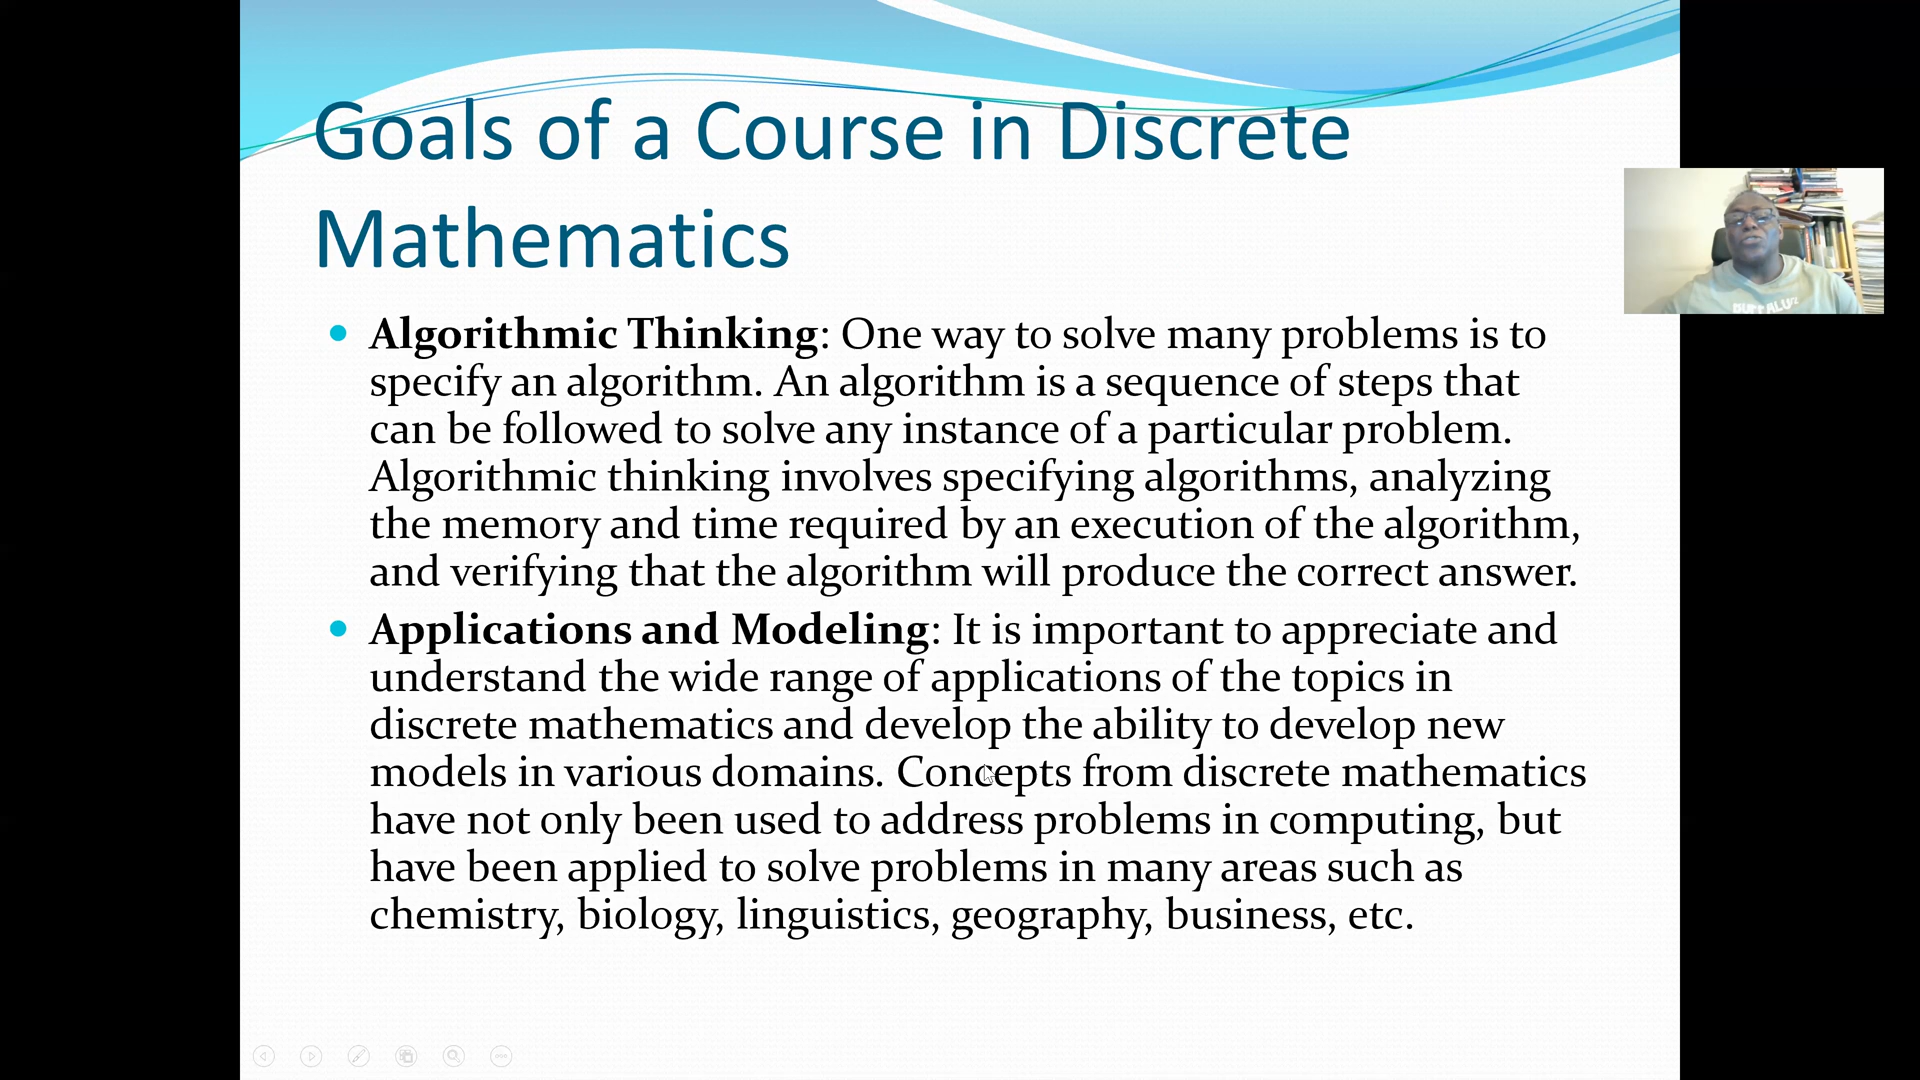 Goals of a Course in Discrete
Mathematics
• Algorithmic Thinking: One way to solve many problems is to
specify an algorithm. An algorithm is a sequence of steps that
can be followed to solve any instance of a particular problem.
Algorithmic thinking involves specifying algorithms, analyzing
the memory and time required by an execution of the algorithm,
and verifying that the algorithm will produce the correct answer.
• Applications and Modeling: It is important to appreciate and
understand the wide range of applications of the topics in
discrete mathematics and develop the ability to develop new
models in various domains. Concepts from discrete mathematics
have not only been used to address problems in computing, but
have been applied to solve problems in many areas such as
chemistry, biology, linguistics, geography, business, etc.